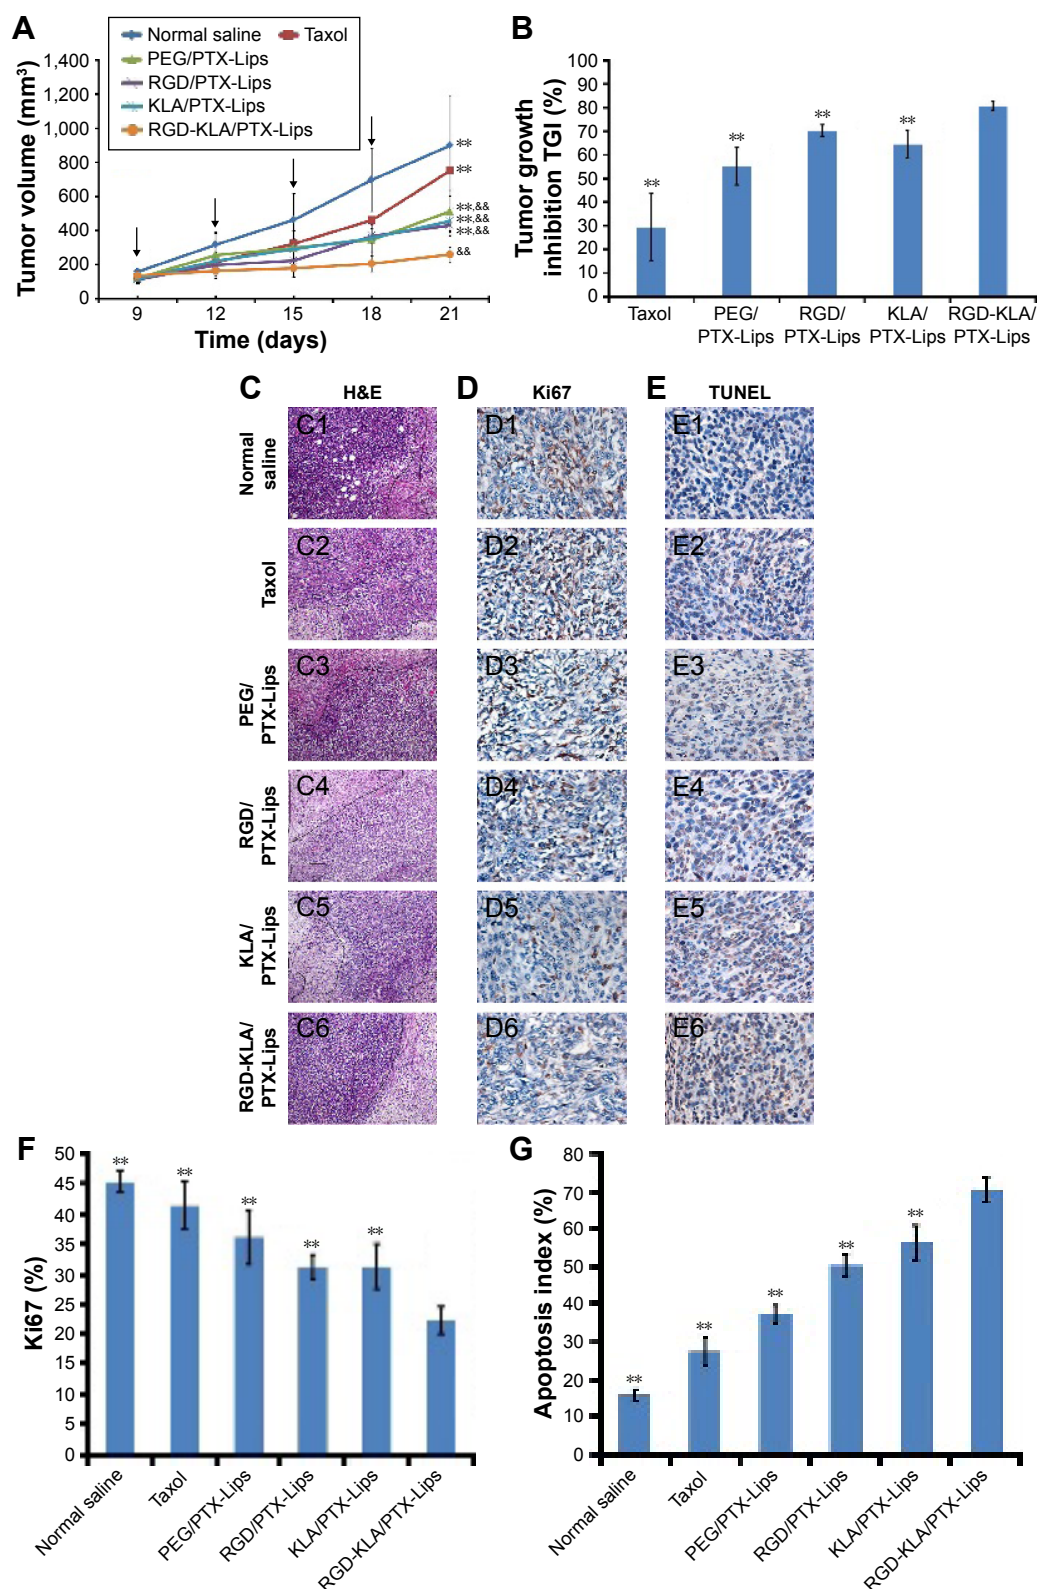 A
Normal saline
Taxol
PEG/PTX-Lips
RGD/PTX-Lips
KLA/PTX-Lips
RGD-KLA/PTX-Lips
Tumor volume (mm³)
1,400
1,200
1,000
800
600
400
200
0
**
**
**,&&
**,&&
**,&&
&&
9 12 15 18 21
Time (days)
B
Tumor growth
inhibition TGI (%)
100
90
80
70
60
50
40
30
20
10
0
** ** ** **
Taxol PEG/ RGD/ KLA/ RGD-KLA/
PTX-Lips PTX-Lips PTX-Lips PTX-Lips
C D E
H&E Ki67 TUNEL
Normal
saline
C1 D1 E1
Taxol
C2 D2 E2
PEG/
PTX-Lips
C3 D3 E3
RGD/
PTX-Lips
C4 D4 E4
KLA/
PTX-Lips
C5 D5 E5
RGD-KLA/
PTX-Lips
C6 D6 E6
F
Ki67 (%)
50
45
40
35
30
25
20
15
10
5
0
** ** ** ** **
Normal saline
Taxol
PEG/PTX-Lips
RGD/PTX-Lips
KLA/PTX-Lips
RGD-KLA/PTX-Lips
G
Apoptosis index (%)
80
70
60
50
40
30
20
10
0
** ** ** ** **
Normal saline
Taxol
PEG/PTX-Lips
RGD/PTX-Lips
KLA/PTX-Lips
RGD-KLA/PTX-Lips